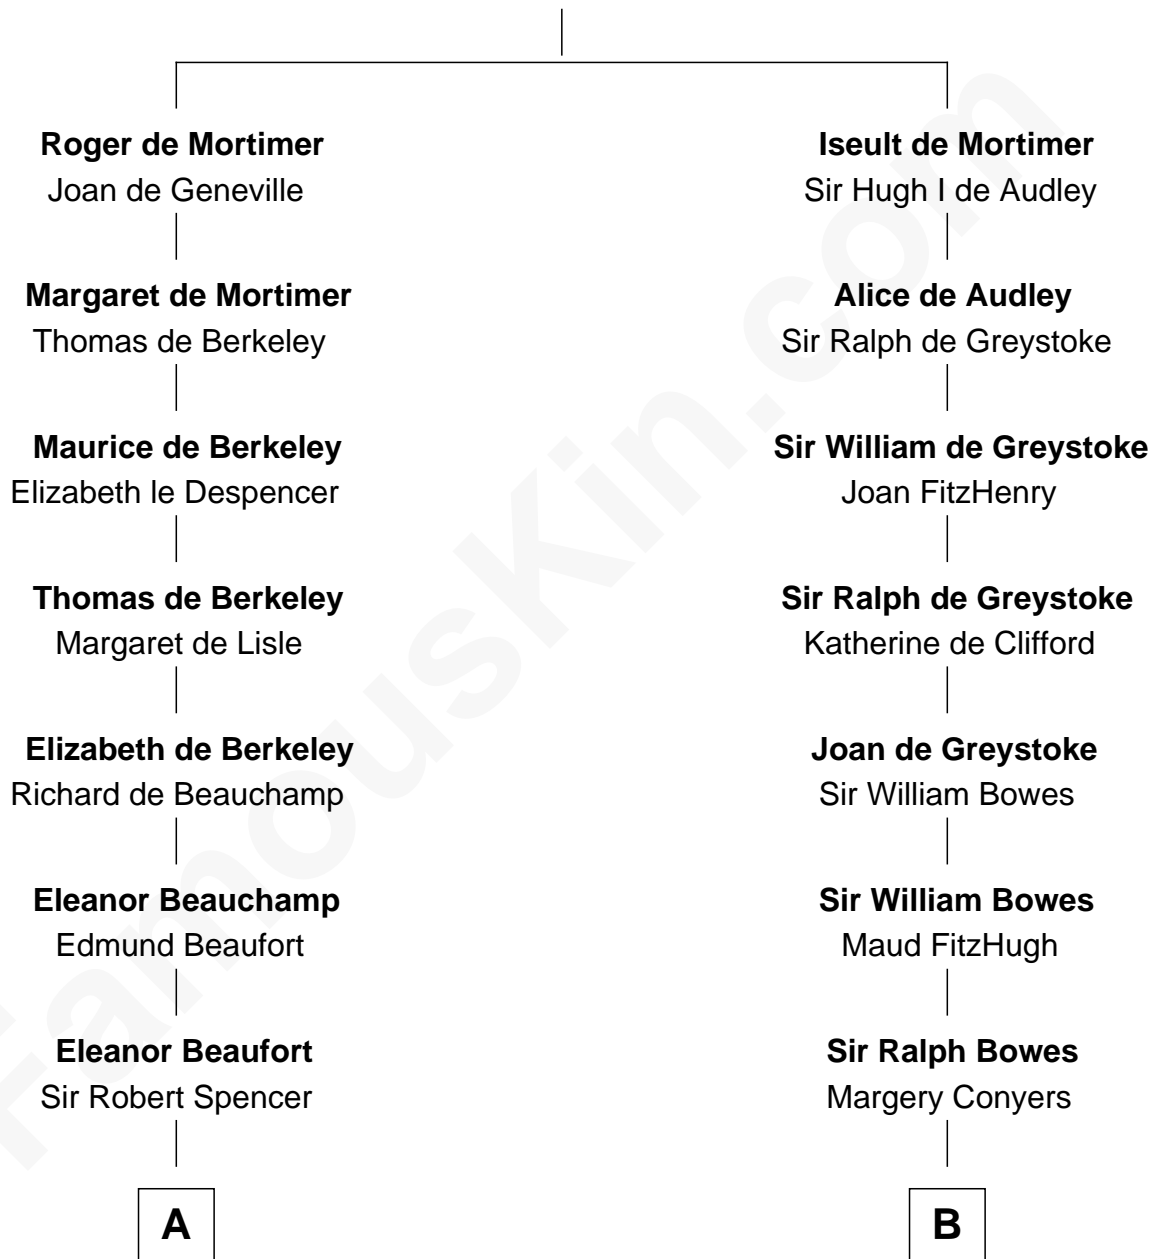 Roger de Mortimer
Joan de Geneville
Margaret de Mortimer
Thomas de Berkeley
Maurice de Berkeley
Elizabeth le Despencer
Thomas de Berkeley
Margaret de Lisle
Elizabeth de Berkeley
Richard de Beauchamp
Eleanor Beauchamp
Edmund Beaufort
Eleanor Beaufort
Sir Robert Spencer
A
Iseult de Mortimer
Sir Hugh I de Audley
Alice de Audley
Sir Ralph de Greystoke
Sir William de Greystoke
Joan FitzHenry
Sir Ralph de Greystoke
Katherine de Clifford
Joan de Greystoke
Sir William Bowes
Sir William Bowes
Maud FitzHugh
Sir Ralph Bowes
Margery Conyers
B
FamousKin.com